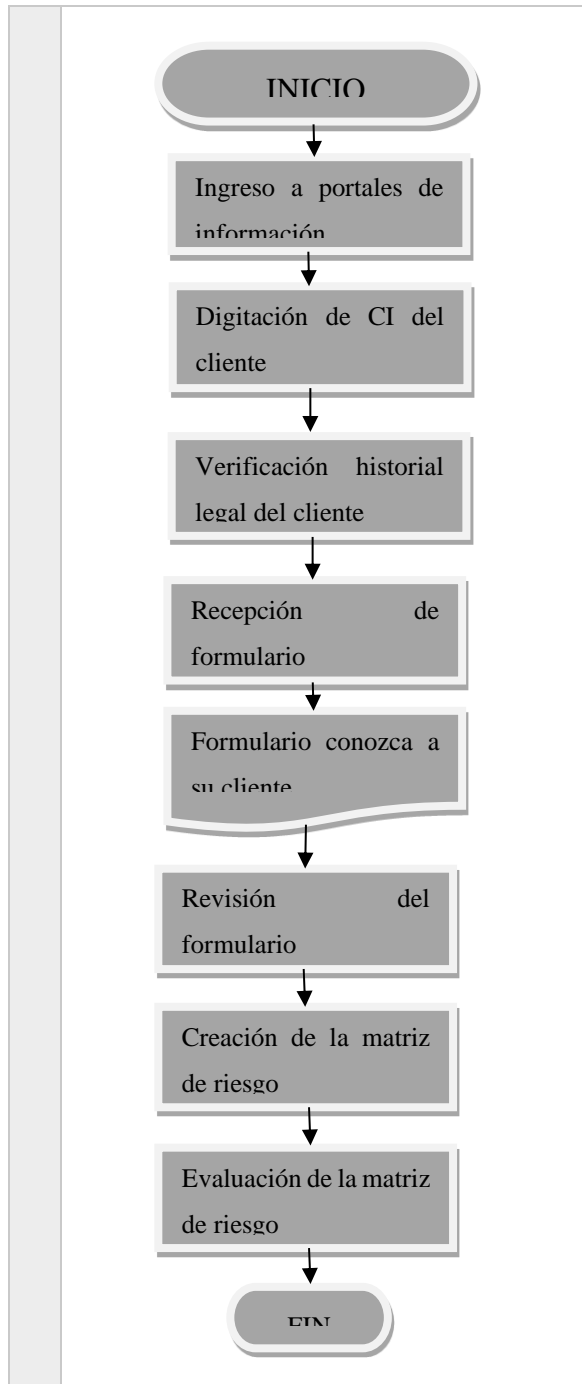 INICIO
Ingreso a portales de
información
Digitación de CI del
cliente
Verificación historial
legal del cliente
Recepción de
formulario
Formulario conozca a
su cliente
Revisión del
formulario
Creación de la matriz
de riesgo
Evaluación de la matriz
de riesgo
FIN